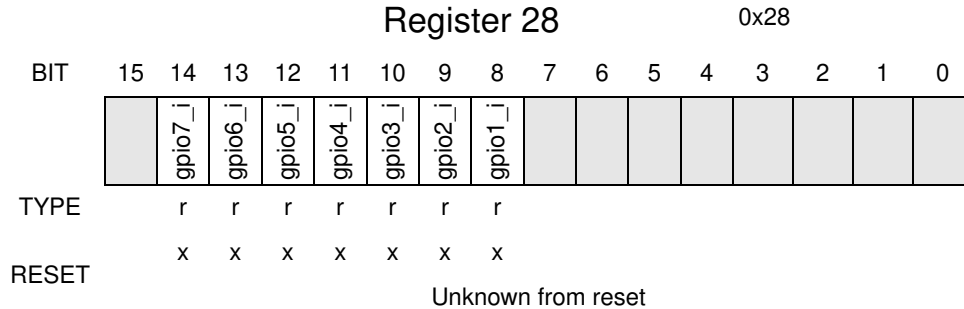 Register 28 0x28
BIT 15 14 13 12 11 10 9 8 7 6 5 4 3 2 1 0
gpio7_i gpio6_i gpio5_i gpio4_i gpio3_i gpio2_i gpio1_i
TYPE r r r r r r r
x x x x x x x
RESET
Unknown from reset